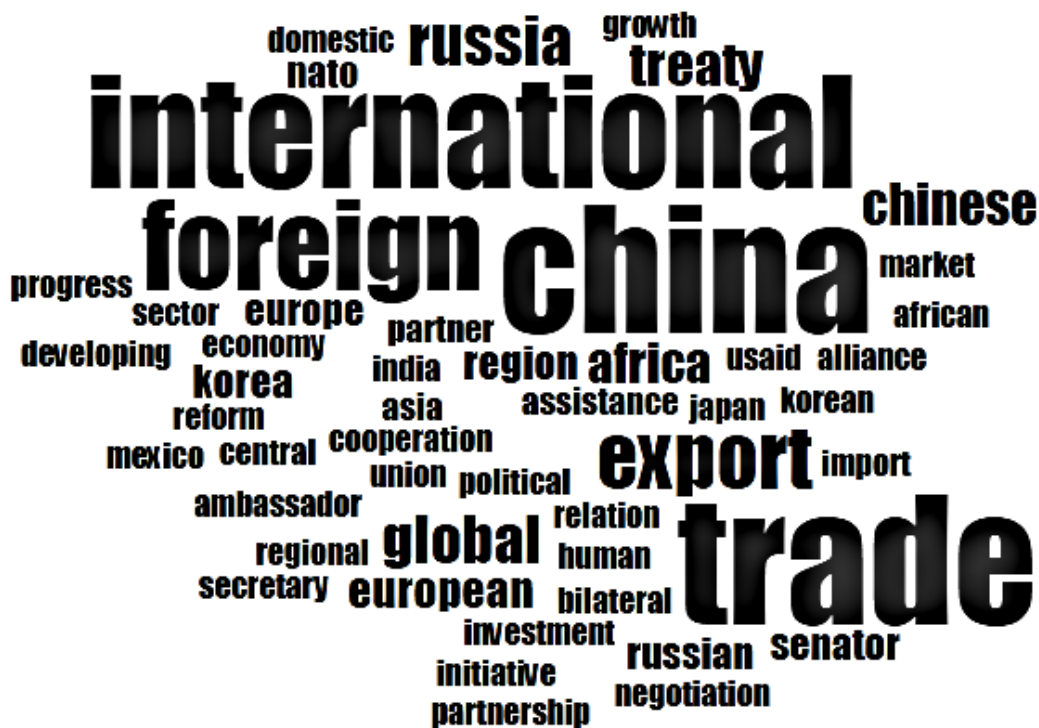 growth
domestic russia
nato treaty
international
chinese
foreign china
market
progress
sector europe african
partner
developing economy
india region africa usaid alliance
korea
asia assistance japan korean
reform
cooperation
mexico central
export import
union political
ambassador
relation
trade
regional global human
secretary european bilateral
investment
russian senator
initiative
negotiation
partnership